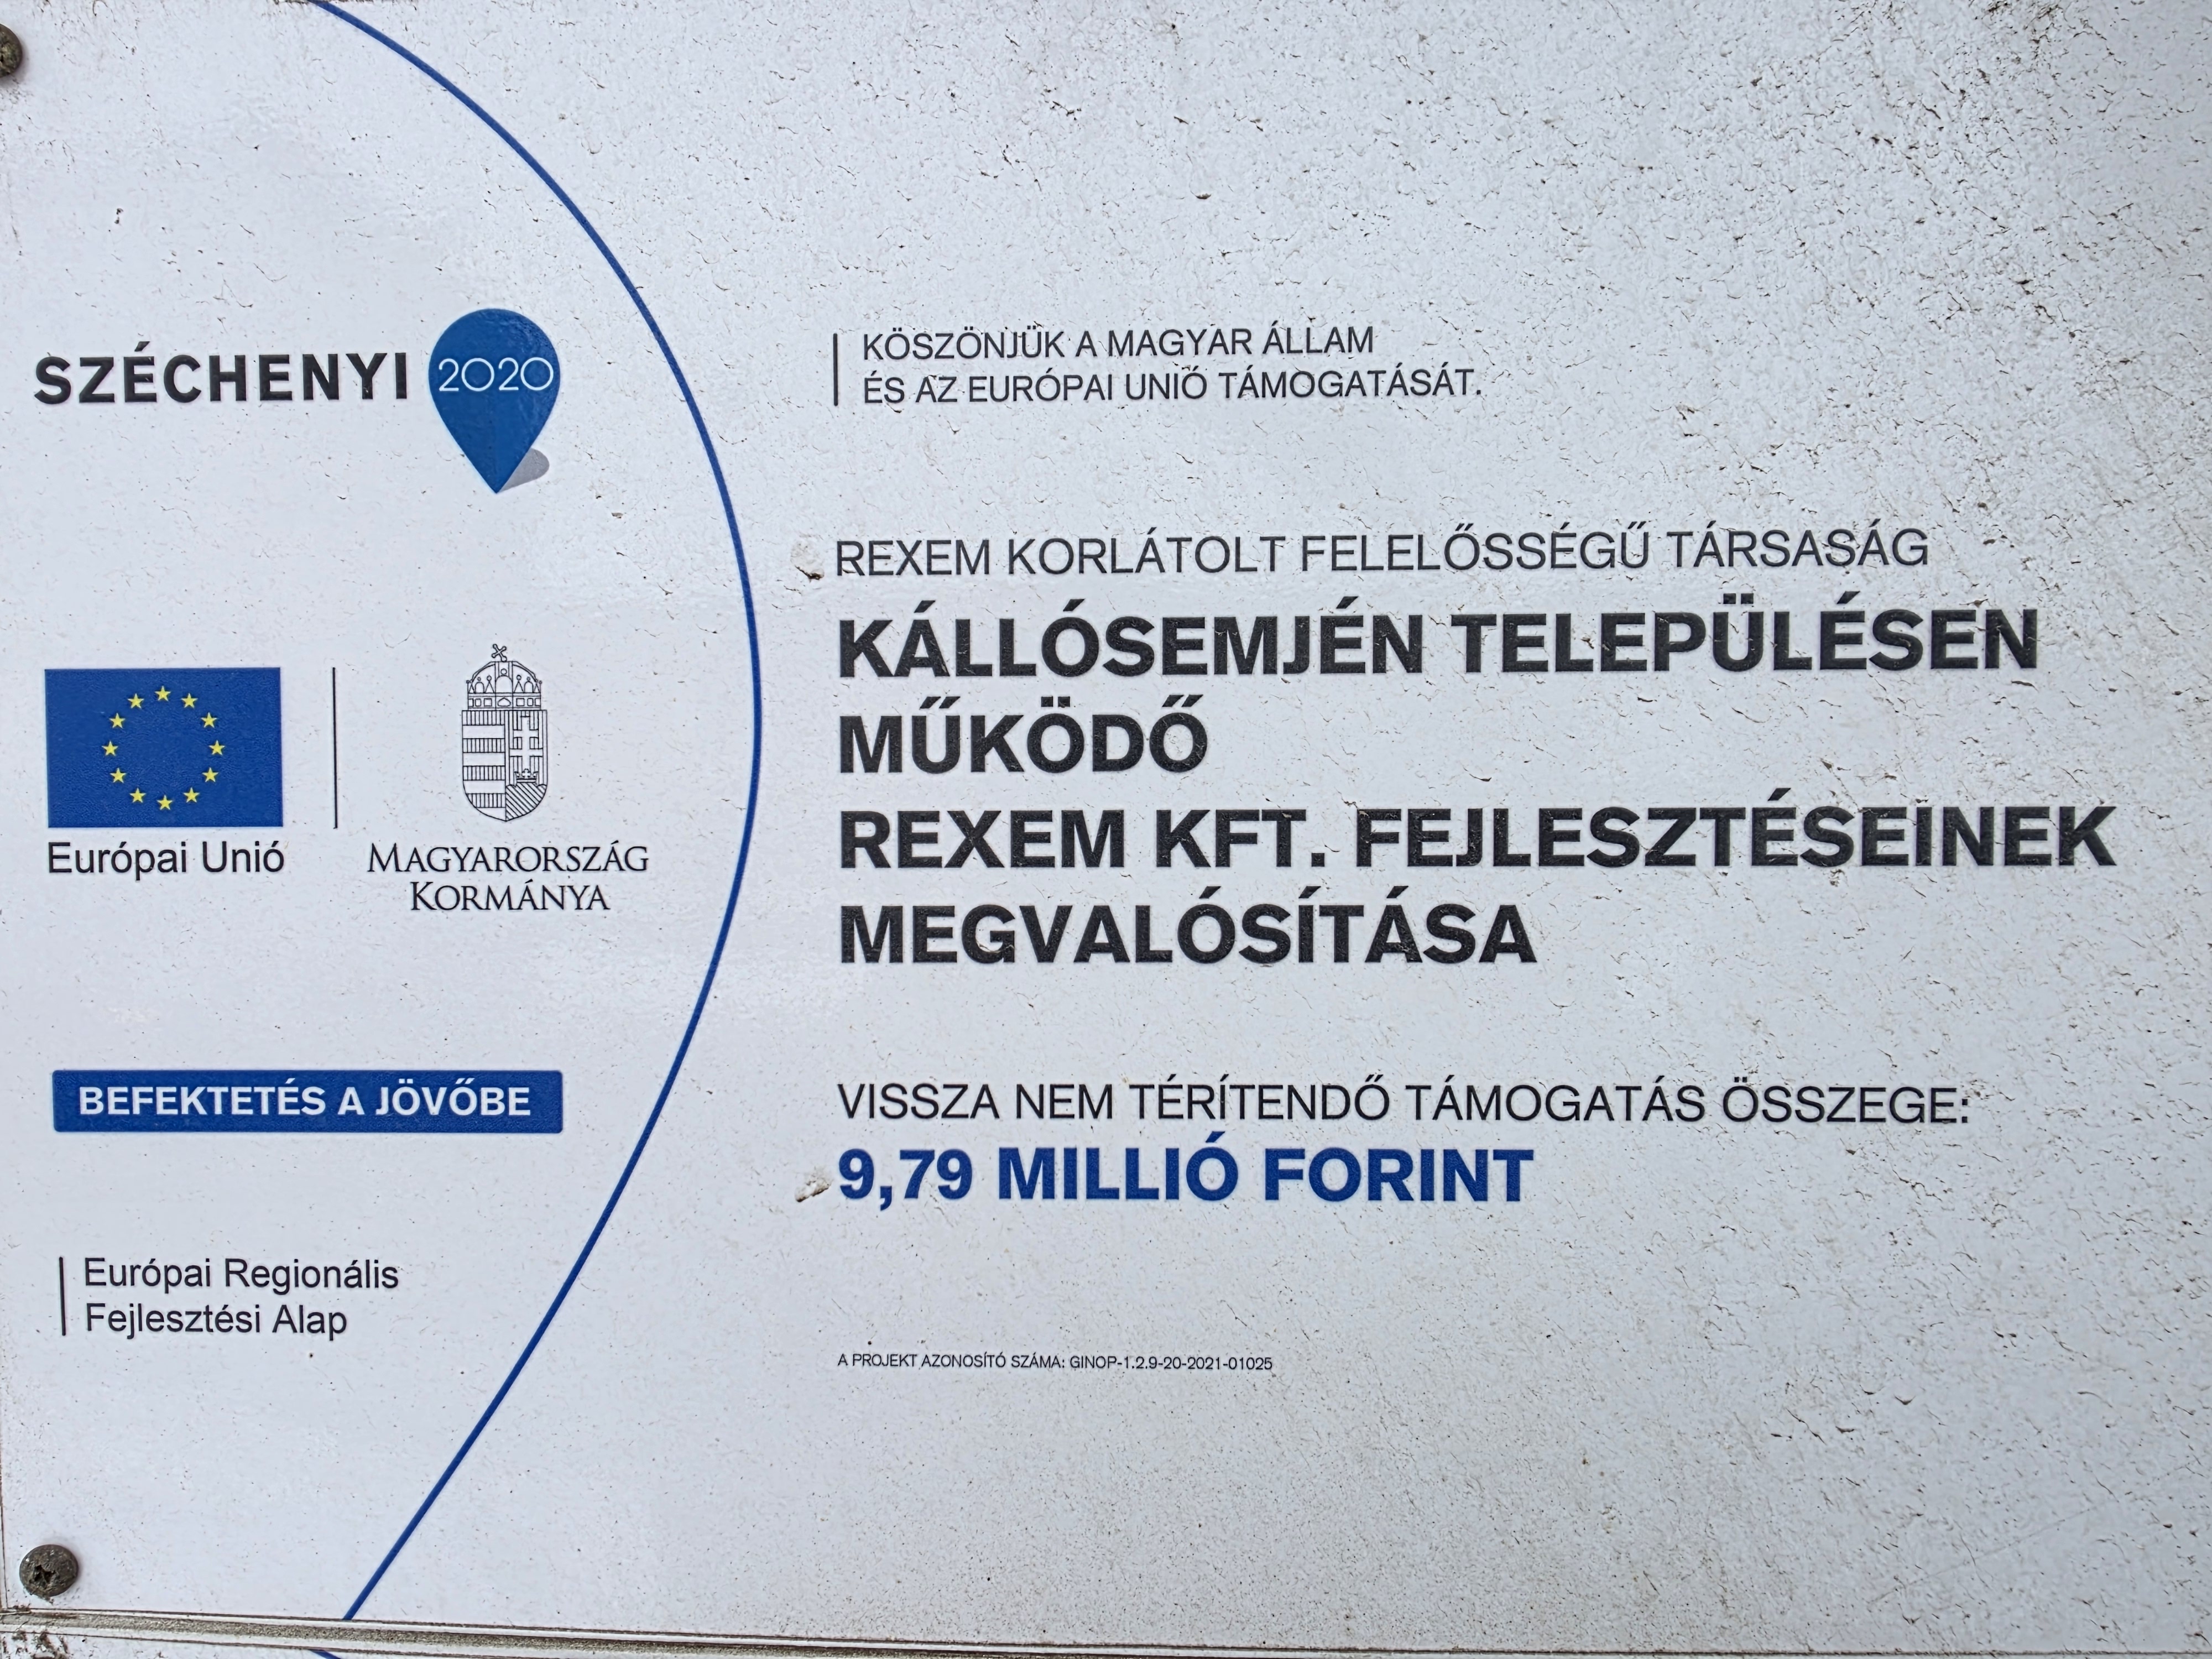 SZÉCHENYI 2020
Európai Unió
MAGYARORSZÁG
KORMÁNYA
BEFEKTETÉS A JÖVŐBE
Európai Regionális
Fejlesztési Alap
KÖSZÖNJÜK A MAGYAR ÁLLAM
ÉS AZ EURÓPAI UNIÓ TÁMOGATÁSÁT.
REXEM KORLÁTOLT FELELŐSSÉGŰ TÁRSASÁG
KÁLLÓSEMJÉN TELEPÜLÉSEN
MŰKÖDŐ
REXEM KFT. FEJLESZTÉSEINEK
MEGVALÓSÍTÁSA
VISSZA NEM TÉRÍTENDŐ TÁMOGATÁS ÖSSZEGE:
9,79 MILLIÓ FORINT
A PROJEKT AZONOSÍTÓ SZÁMA: GINOP-1.2.9-20-2021-01025